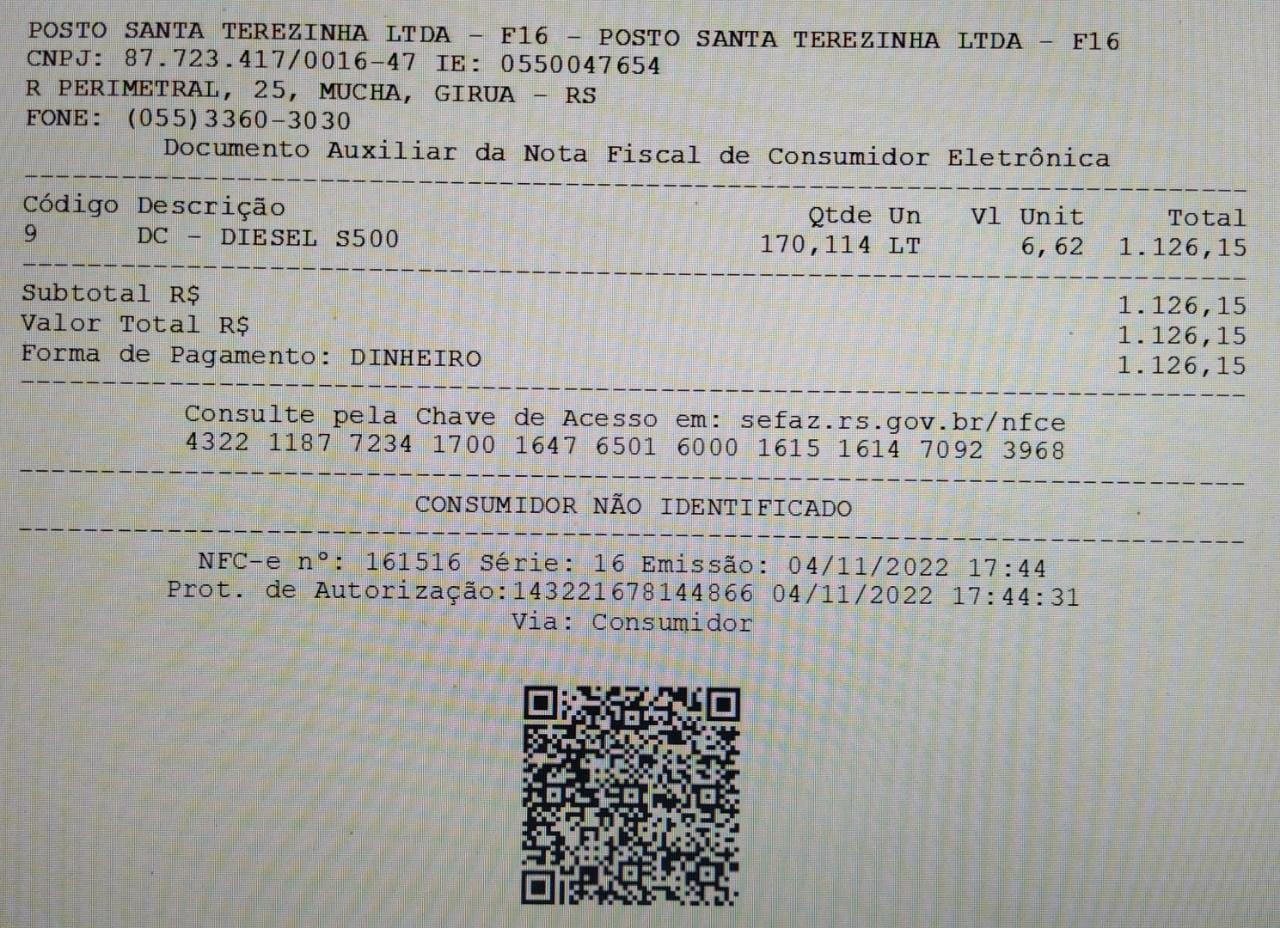 POSTO SANTA TEREZINHA LTDA - F16 - POSTO SANTA TEREZINHA LTDA - F16
CNPJ: 87.723.417/0016-47 IE: 0550047654
R PERIMETRAL, 25, MUCHA, GIRUA - RS
FONE: (055)3360-3030
Documento Auxiliar da Nota Fiscal de Consumidor Eletrônica
Código Descrição Qtde Un Vl Unit Total
9 DC - DIESEL S500 170,114 LT 6,62 1.126,15
Subtotal R$ 1.126,15
Valor Total R$ 1.126,15
Forma de Pagamento: DINHEIRO 1.126,15
Consulte pela Chave de Acesso em: sefaz.rs.gov.br/nfce
4322 1187 7234 1700 1647 6501 6000 1615 1614 7092 3968
CONSUMIDOR NÃO IDENTIFICADO
NFC-e nº: 161516 Série: 16 Emissão: 04/11/2022 17:44
Prot. de Autorização:143221678144866 04/11/2022 17:44:31
Via: Consumidor